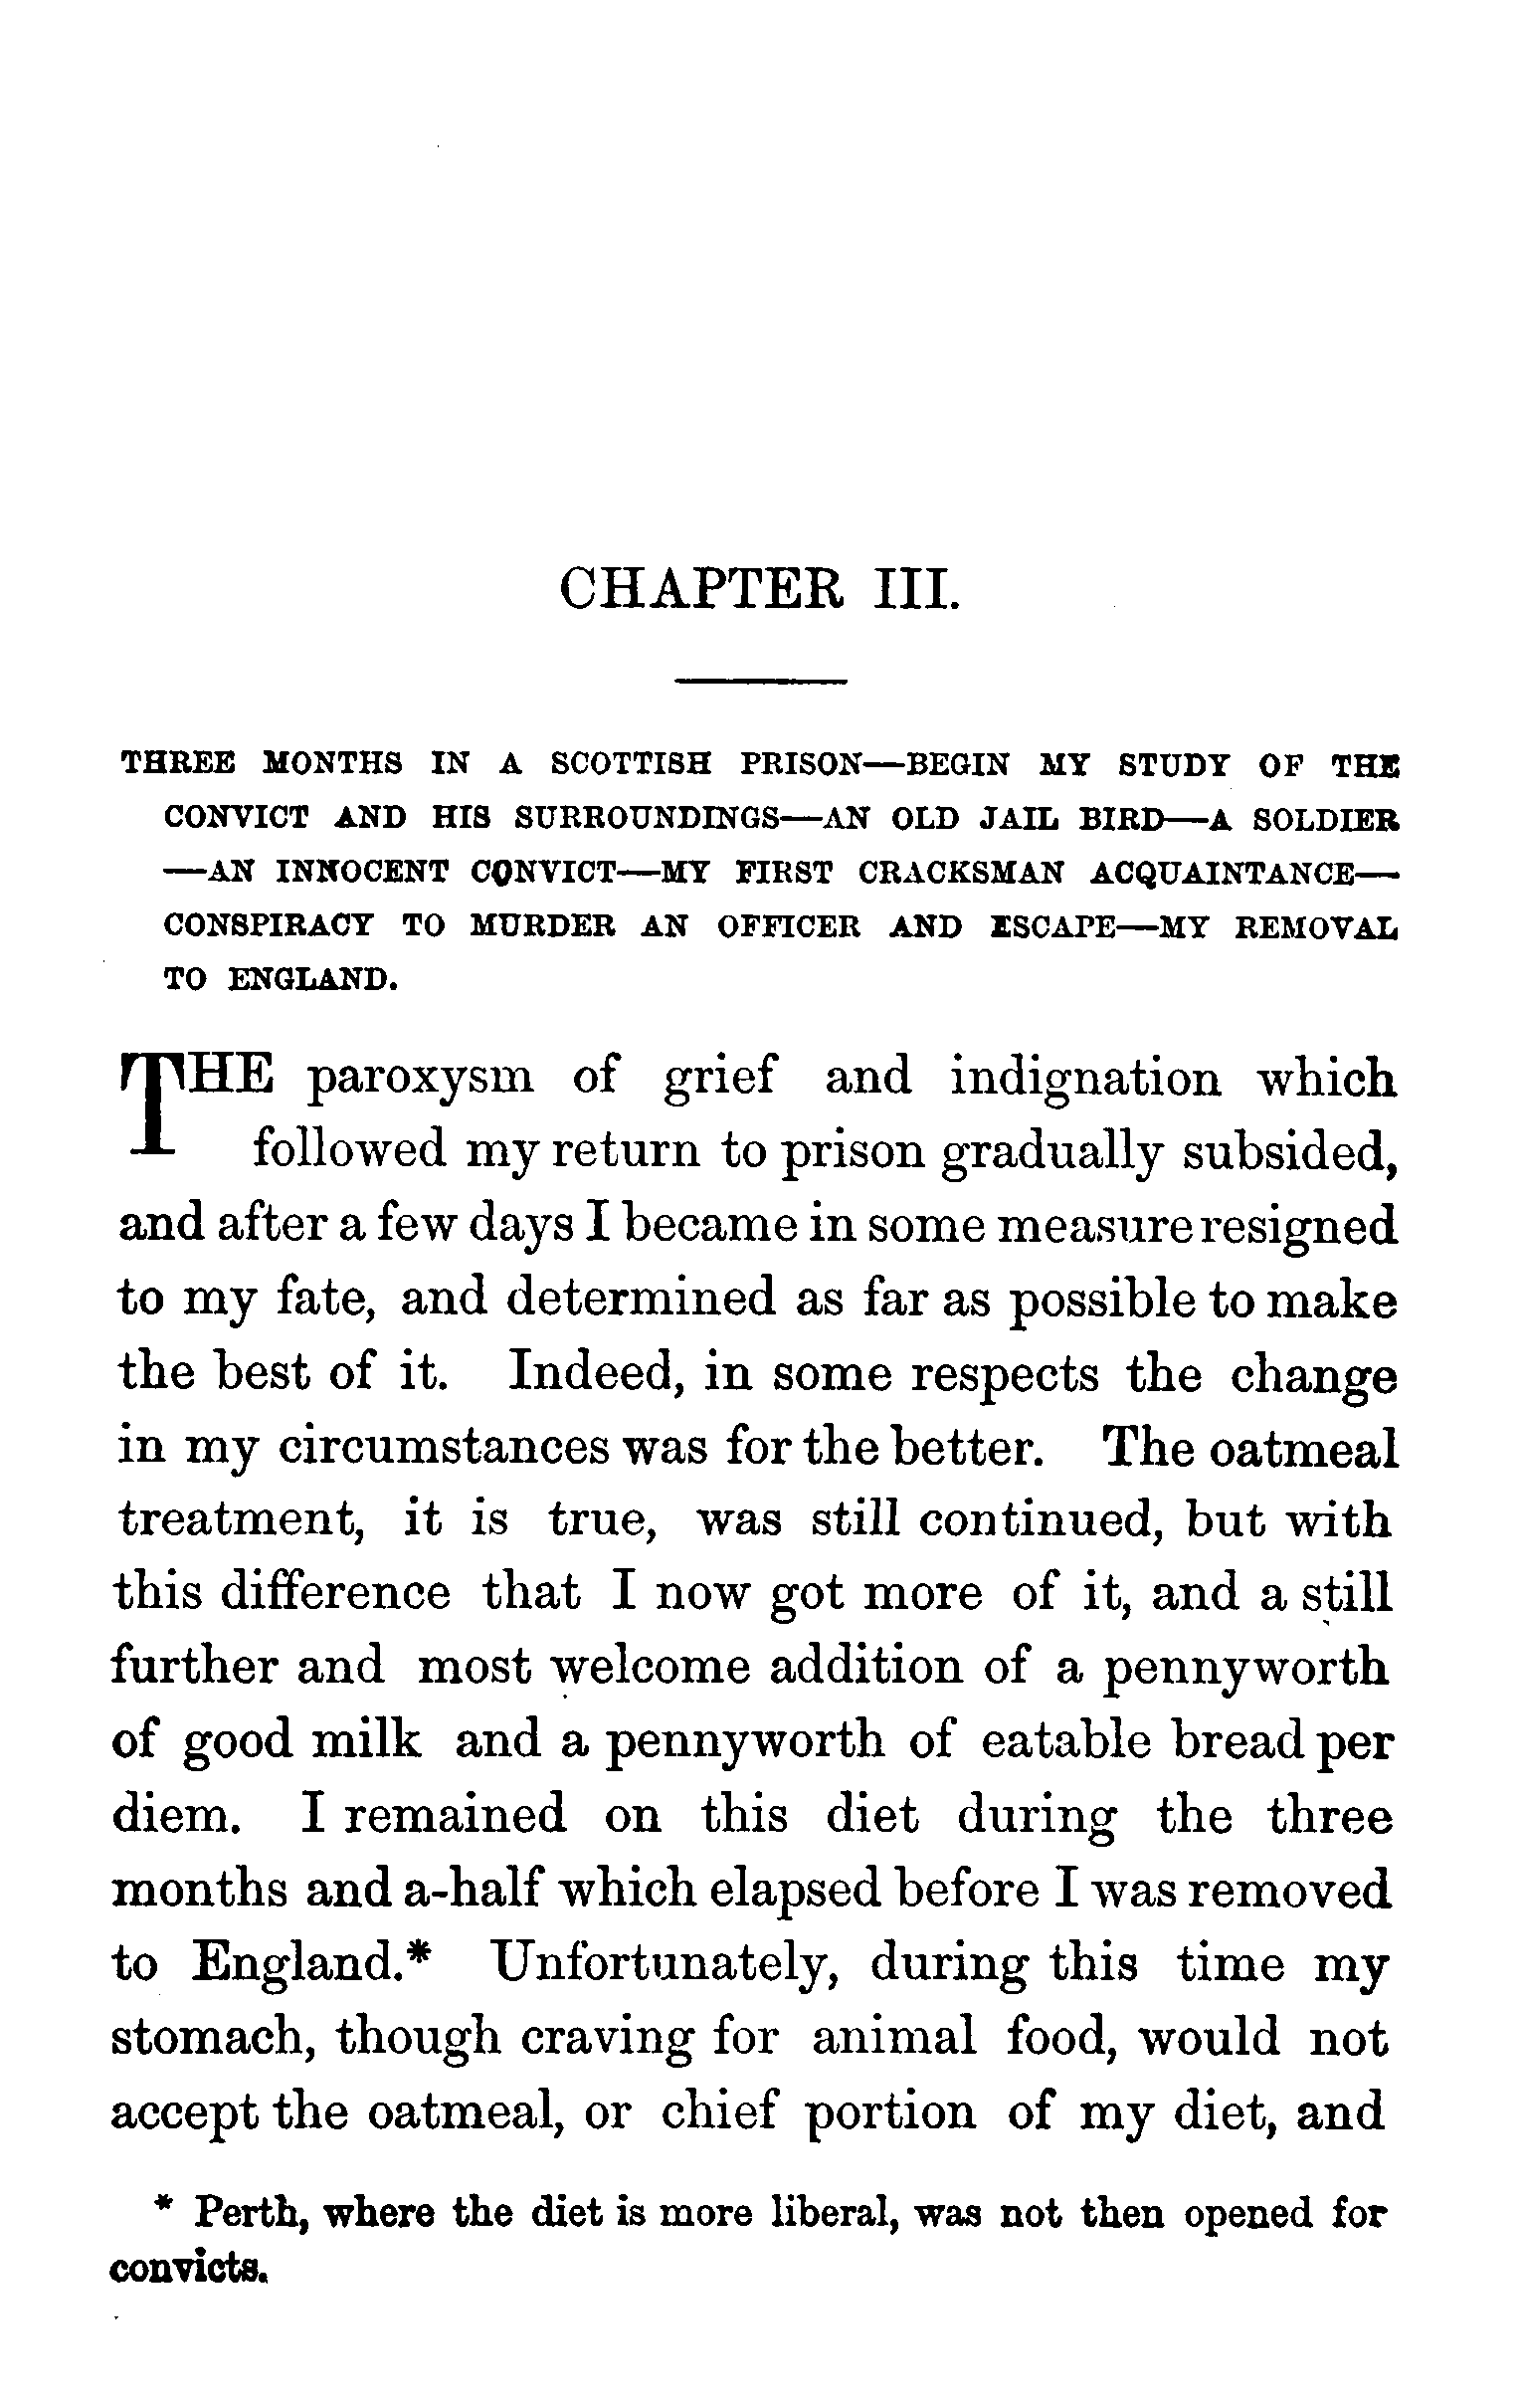 CHAPTER III.
THREE MONTHS IN A SCOTTISH PRISON—BEGIN MY STUDY OF THE
CONVICT AND HIS SURROUNDINGS—AN OLD JAIL BIRD—A SOLDIER
—AN INNOCENT CONVICT—MY FIRST CRACKSMAN ACQUAINTANCE—
CONSPIRACY TO MURDER AN OFFICER AND ESCAPE—MY REMOVAL
TO ENGLAND.
THE paroxysm of grief and indignation which
followed my return to prison gradually subsided,
and after a few days I became in some measure resigned
to my fate, and determined as far as possible to make
the best of it. Indeed, in some respects the change
in my circumstances was for the better. The oatmeal
treatment, it is true, was still continued, but with
this difference that I now got more of it, and a still
further and most welcome addition of a pennyworth
of good milk and a pennyworth of eatable bread per
diem. I remained on this diet during the three
months and a-half which elapsed before I was removed
to England.* Unfortunately, during this time my
stomach, though craving for animal food, would not
accept the oatmeal, or chief portion of my diet, and
* Perth, where the diet is more liberal, was not then opened for
convicts.